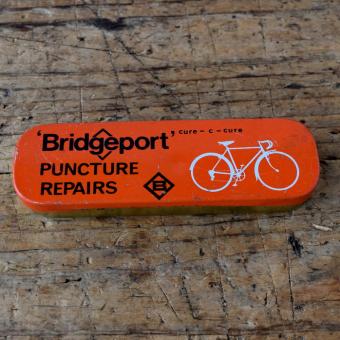 'Bridgeport' cure - c - cure
PUNCTURE
REPAIRS B